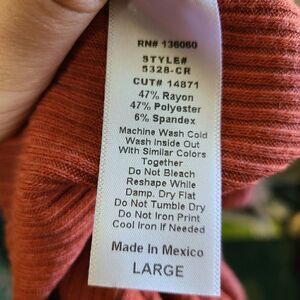 RN# 136060
STYLE#
5328-CR
CUT# 14871
47% Rayon
47% Polyester
6% Spandex
Machine Wash Cold
Wash Inside Out
With Similar Colors
Together
Do Not Bleach
Reshape While
Damp. Dry Flat
Do Not Tumble Dry
Do Not Iron Print
Cool Iron if Needed
Made In Mexico
LARGE